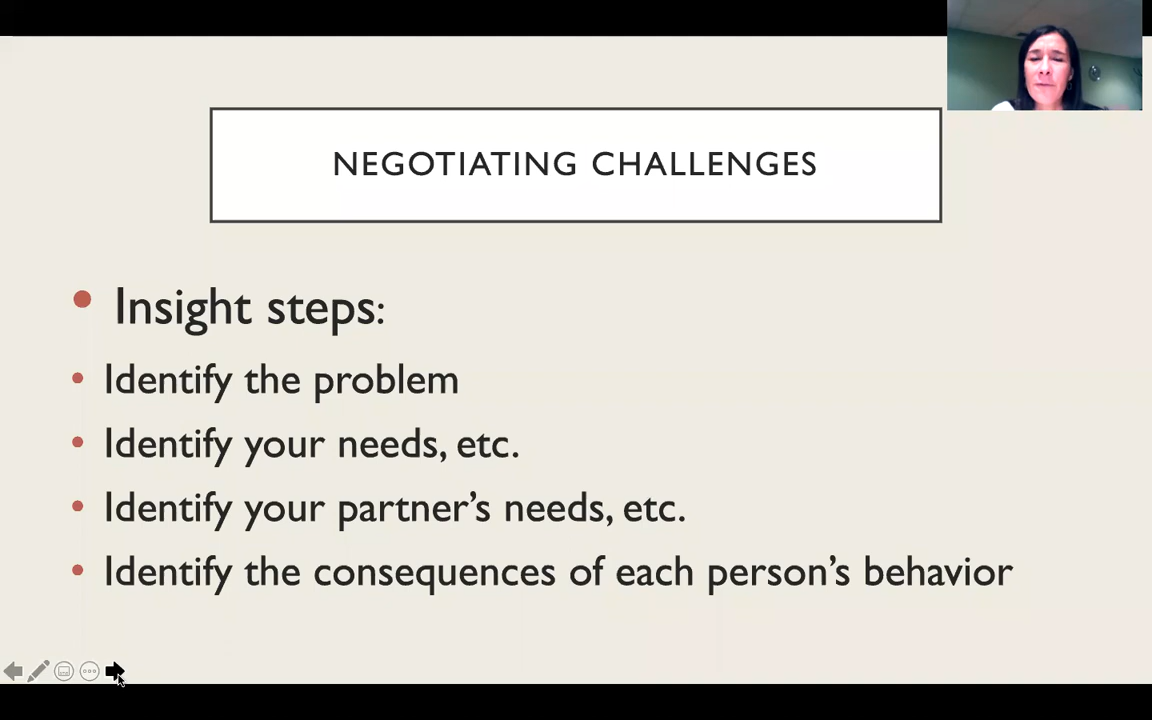 NEGOTIATING CHALLENGES
Insight steps:
Identify the problem
Identify your needs, etc.
Identify your partner’s needs, etc.
Identify the consequences of each person’s behavior